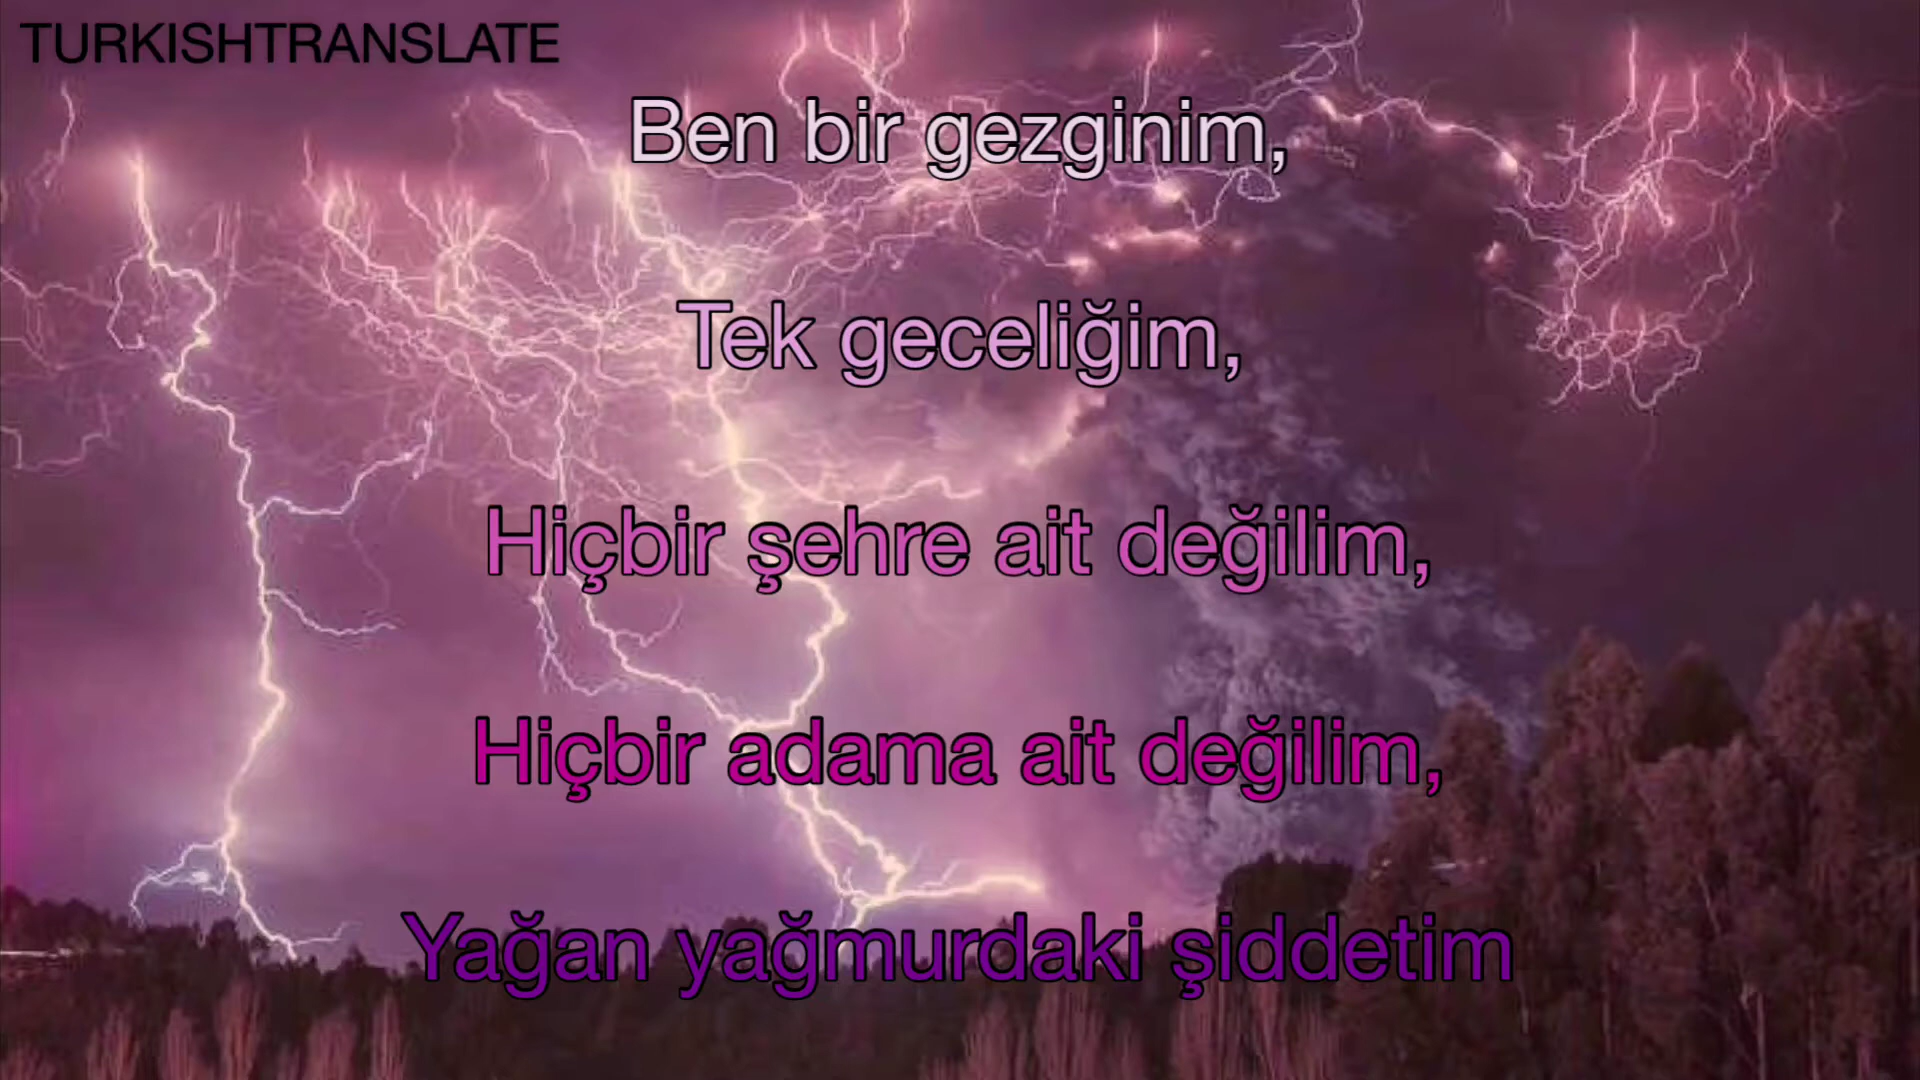 TURKISHTRANSLATE
Ben bir gezginim,
Tek geceliğim,
Hiçbir şehre ait değilim,
Hiçbir adama ait değilim,
Yağan yağmurdaki şiddetim